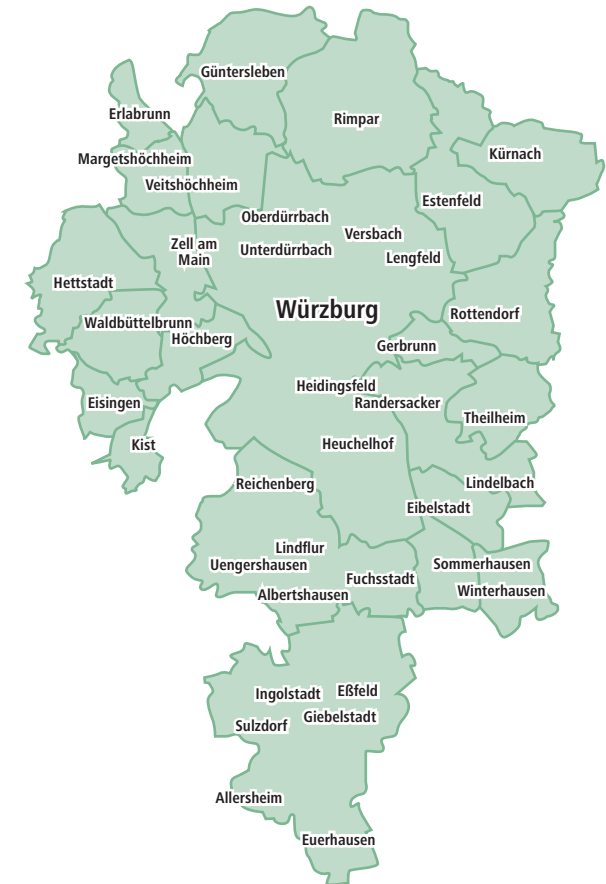 Güntersleben
Erlabrunn
Rimpar
Margetshöchheim
Kürnach
Veitshöchheim
Estenfeld
Oberdürrbach
Versbach
Zell am
Main
Unterdürrbach
Lengfeld
Hettstadt
Würzburg
Rottendorf
Waldbüttelbrunn
Höchberg
Gerbrunn
Heidingsfeld
Eisingen
Randersacker
Theilheim
Kist
Heuchelhof
Reichenberg
Lindelbach
Eibelstadt
Lindflur
Uengershausen
Sommerhausen
Fuchsstadt
Albertshausen
Winterhausen
Ingolstadt
Eßfeld
Sulzdorf
Giebelstadt
Allersheim
Euerhausen